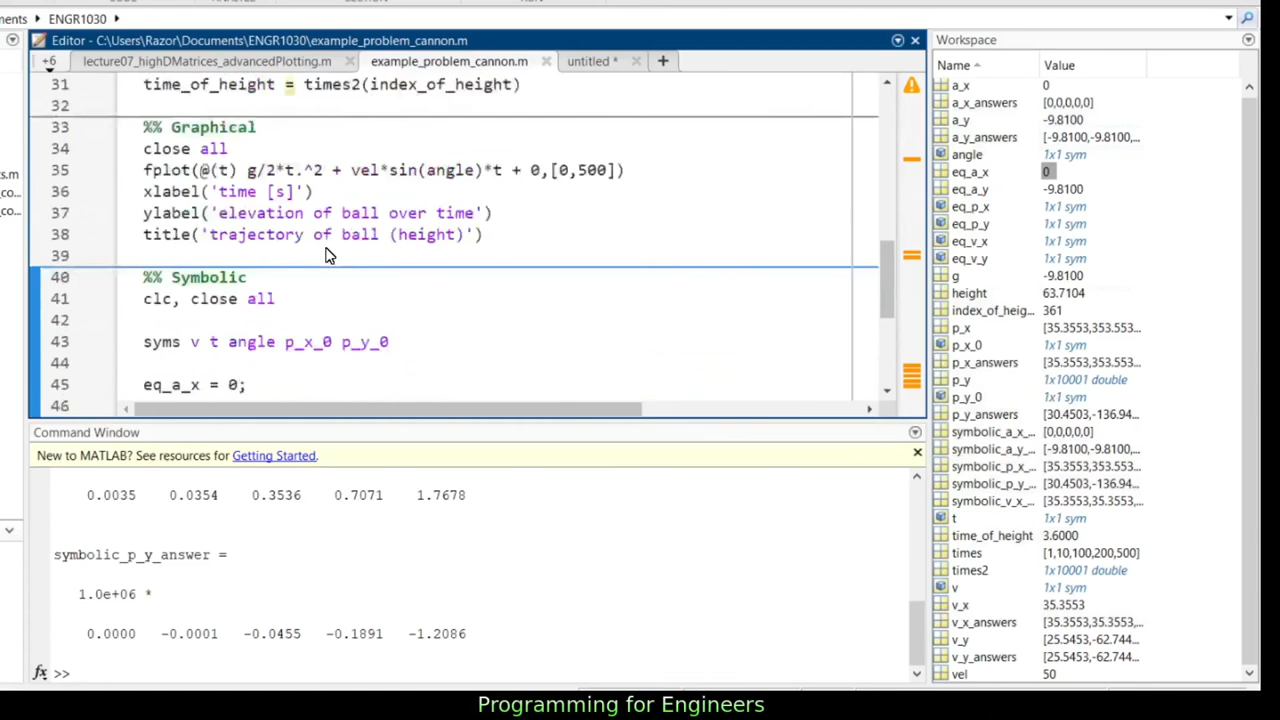 ments ▸ ENGR1030 ▸
Editor - C:\Users\Razor\Documents\ENGR1030\example_problem_cannon.m
+6 lecture07_highDMatrices_advancedPlotting.m example_problem_cannon.m untitled * +
31 time_of_height = times2(index_of_height)
32
33 %% Graphical
34 close all
35 fplot(@(t) g/2*t.^2 + vel*sin(angle)*t + 0,[0,500])
36 xlabel('time [s]')
37 ylabel('elevation of ball over time')
38 title('trajectory of ball (height)')
39
40 %% Symbolic
41 clc, close all
42
43 syms v t angle p_x_0 p_y_0
44
45 eq_a_x = 0;
46
s.m
_co...
_co...
Command Window
New to MATLAB? See resources for Getting Started.
0.0035 0.0354 0.3536 0.7071 1.7678
symbolic_p_y_answer =
1.0e+06 *
0.0000 -0.0001 -0.0455 -0.1891 -1.2086
fx >>
Workspace
Name Value
a_x 0
a_x_answers [0,0,0,0,0]
a_y -9.8100
a_y_answers [-9.8100,-9.8100,...
angle 1x1 sym
eq_a_x 0
eq_a_y -9.8100
eq_p_x 1x1 sym
eq_p_y 1x1 sym
eq_v_x 1x1 sym
eq_v_y 1x1 sym
g -9.8100
height 63.7104
index_of_heig... 361
p_x [35.3553,353.553...
p_x_0 1x1 sym
p_x_answers [35.3553,353.553...
p_y 1x10001 double
p_y_0 1x1 sym
p_y_answers [30.4503,-136.94...
symbolic_a_x_... [0,0,0,0,0]
symbolic_a_y_... [-9.8100,-9.8100,...
symbolic_p_x_... [35.3553,353.553...
symbolic_p_y_... [30.4503,-136.94...
symbolic_v_x_... [35.3553,35.3553,...
t 1x1 sym
time_of_height 3.6000
times [1,10,100,200,500]
times2 1x10001 double
v 1x1 sym
v_x 35.3553
v_x_answers [35.3553,35.3553,...
v_y [25.5453,-62.744...
v_y_answers [25.5453,-62.744...
vel 50
Programming for Engineers